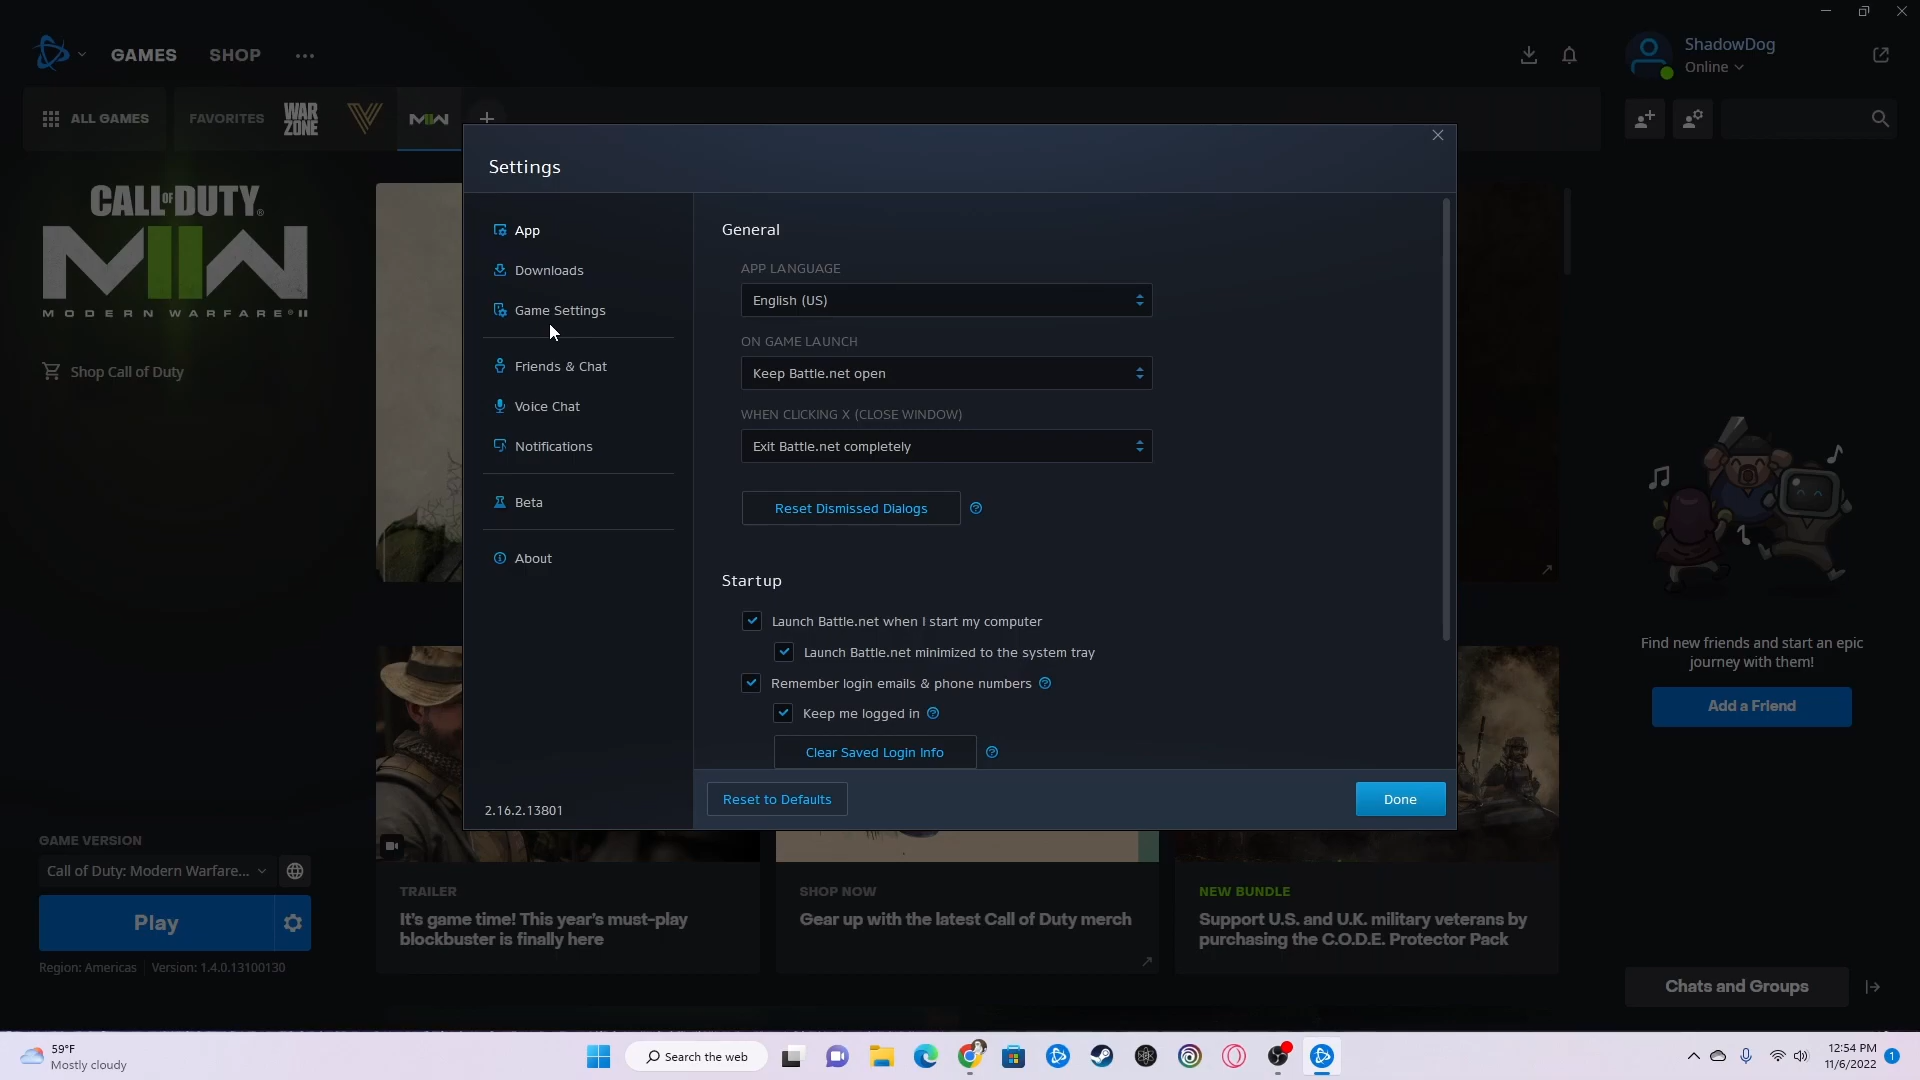 GAMES
SHOP
ShadowDog
Online
ALL GAMES
FAVORITES
WAR
ZONE
Settings
CALL OF DUTY
MWII
MODERN WARFARE II
Shop Call of Duty
App
Downloads
Game Settings
Friends & Chat
Voice Chat
Notifications
Beta
About
2.16.2.13801
General
APP LANGUAGE
English (US)
ON GAME LAUNCH
Keep Battle.net open
WHEN CLICKING X (CLOSE WINDOW)
Exit Battle.net completely
Reset Dismissed Dialogs
Startup
Launch Battle.net when I start my computer
Launch Battle.net minimized to the system tray
Remember login emails & phone numbers
Keep me logged in
Clear Saved Login Info
Reset to Defaults
Done
Find new friends and start an epic
journey with them!
Add a Friend
GAME VERSION
Call of Duty: Modern Warfare...
Play
Region: Americas
Version: 1.4.0.13100130
TRAILER
It's game time! This year's must-play
blockbuster is finally here
SHOP NOW
Gear up with the latest Call of Duty merch
NEW BUNDLE
Support U.S. and U.K. military veterans by
purchasing the C.O.D.E. Protector Pack
Chats and Groups
59°F
Mostly cloudy
Search the web
12:54 PM
11/6/2022
1